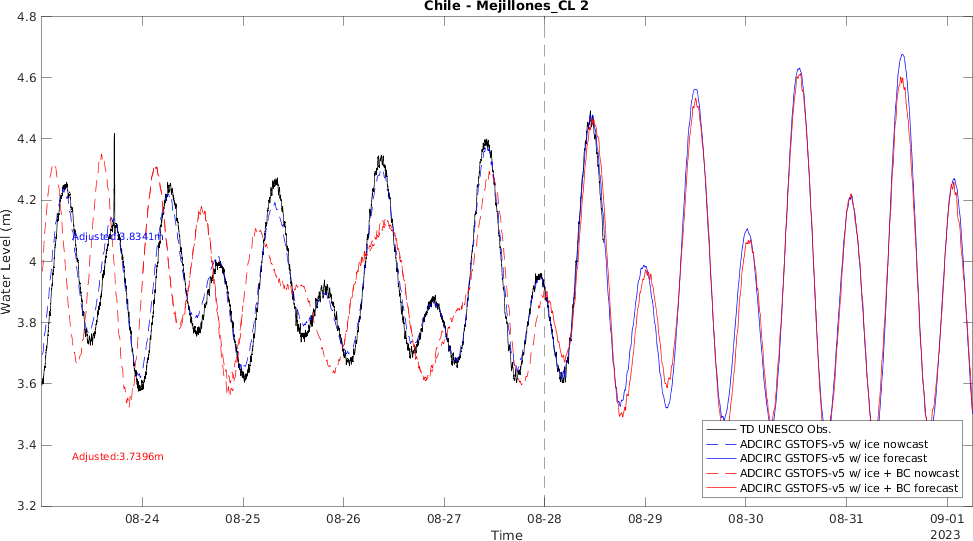 Chile - Mejillones_CL 2
4.8
4.6
4.4
4.2
4
3.8
3.6
3.4
3.2
Water Level (m)
Adjusted:3.8341m
Adjusted:3.7396m
TD UNESCO Obs.
ADCIRC GSTOFS-v5 w/ ice nowcast
ADCIRC GSTOFS-v5 w/ ice forecast
ADCIRC GSTOFS-v5 w/ ice + BC nowcast
ADCIRC GSTOFS-v5 w/ ice + BC forecast
08-24 08-25 08-26 08-27 08-28 08-29 08-30 08-31 09-01
Time 2023